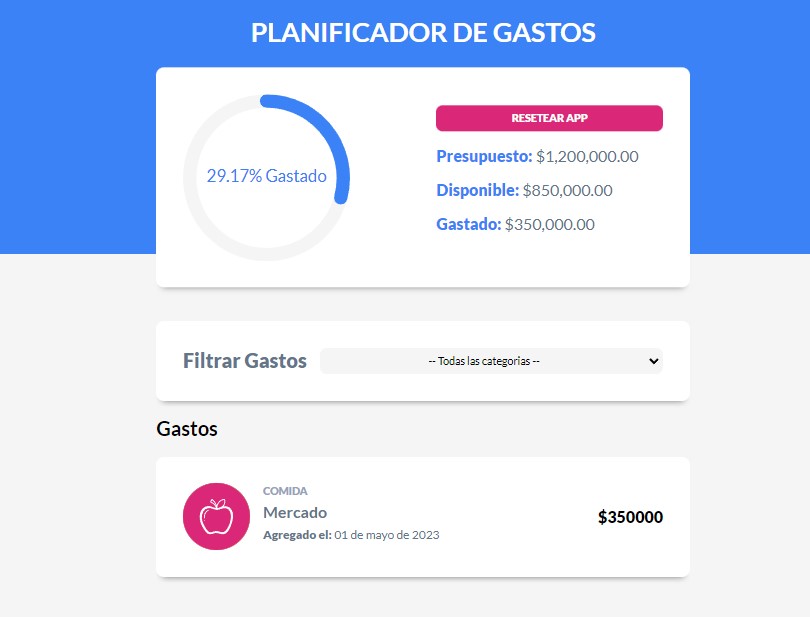 PLANIFICADOR DE GASTOS
29.17% Gastado
RESETEAR APP
Presupuesto: $1,200,000.00
Disponible: $850,000.00
Gastado: $350,000.00
Filtrar Gastos
-- Todas las categorias --
Gastos
COMIDA
Mercado
Agregado el: 01 de mayo de 2023
$350000